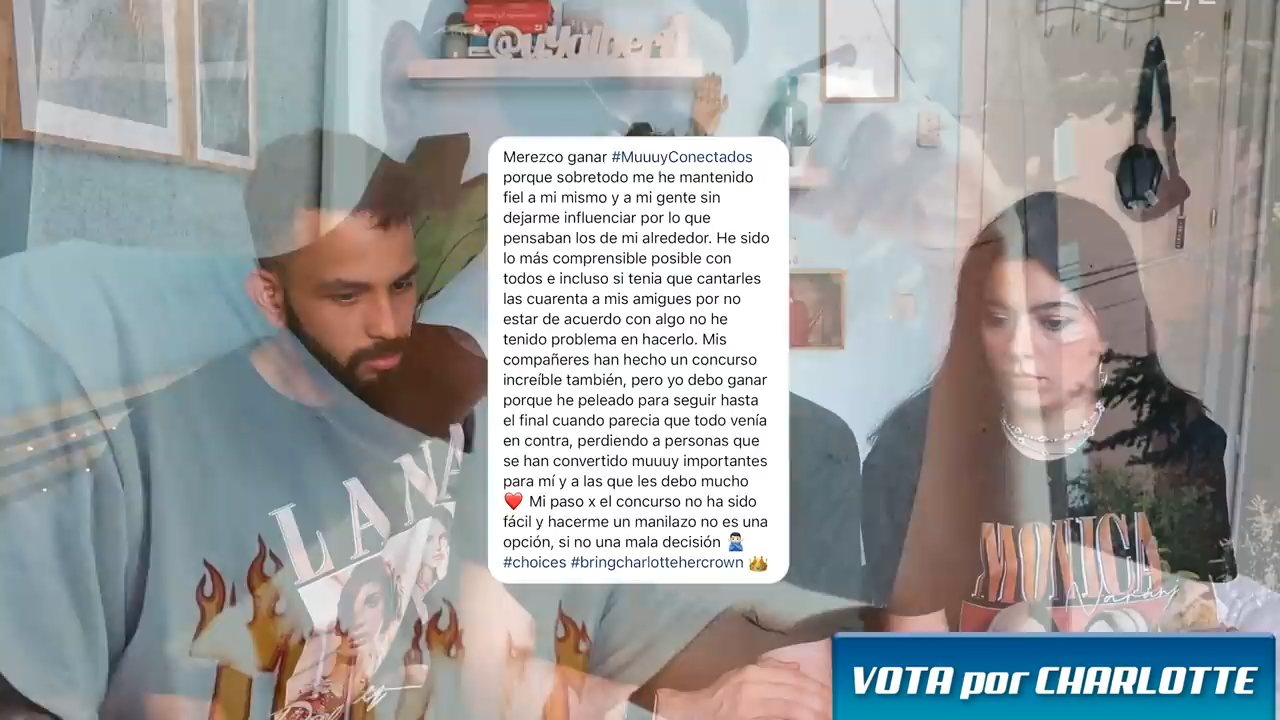 Merezco ganar #MuuuyConectados
porque sobretodo me he mantenido
fiel a mi mismo y a mi gente sin
dejarme influenciar por lo que
pensaban los de mi alrededor. He sido
lo más comprensible posible con
todos e incluso si tenia que cantarles
las cuarenta a mis amigues por no
estar de acuerdo con algo no he
tenido problema en hacerlo. Mis
compañeres han hecho un concurso
increíble también, pero yo debo ganar
porque he peleado para seguir hasta
el final cuando parecia que todo venía
en contra, perdiendo a personas que
se han convertido muuuy importantes
para mí y a las que les debo mucho
❤️ Mi paso x el concurso no ha sido
fácil y hacerme un manilazo no es una
opción, si no una mala decisión 🙅🏻‍♂️
#choices #bringcharlottehercrown 👑
LANA
MONICA
Naranjo
VOTA por CHARLOTTE